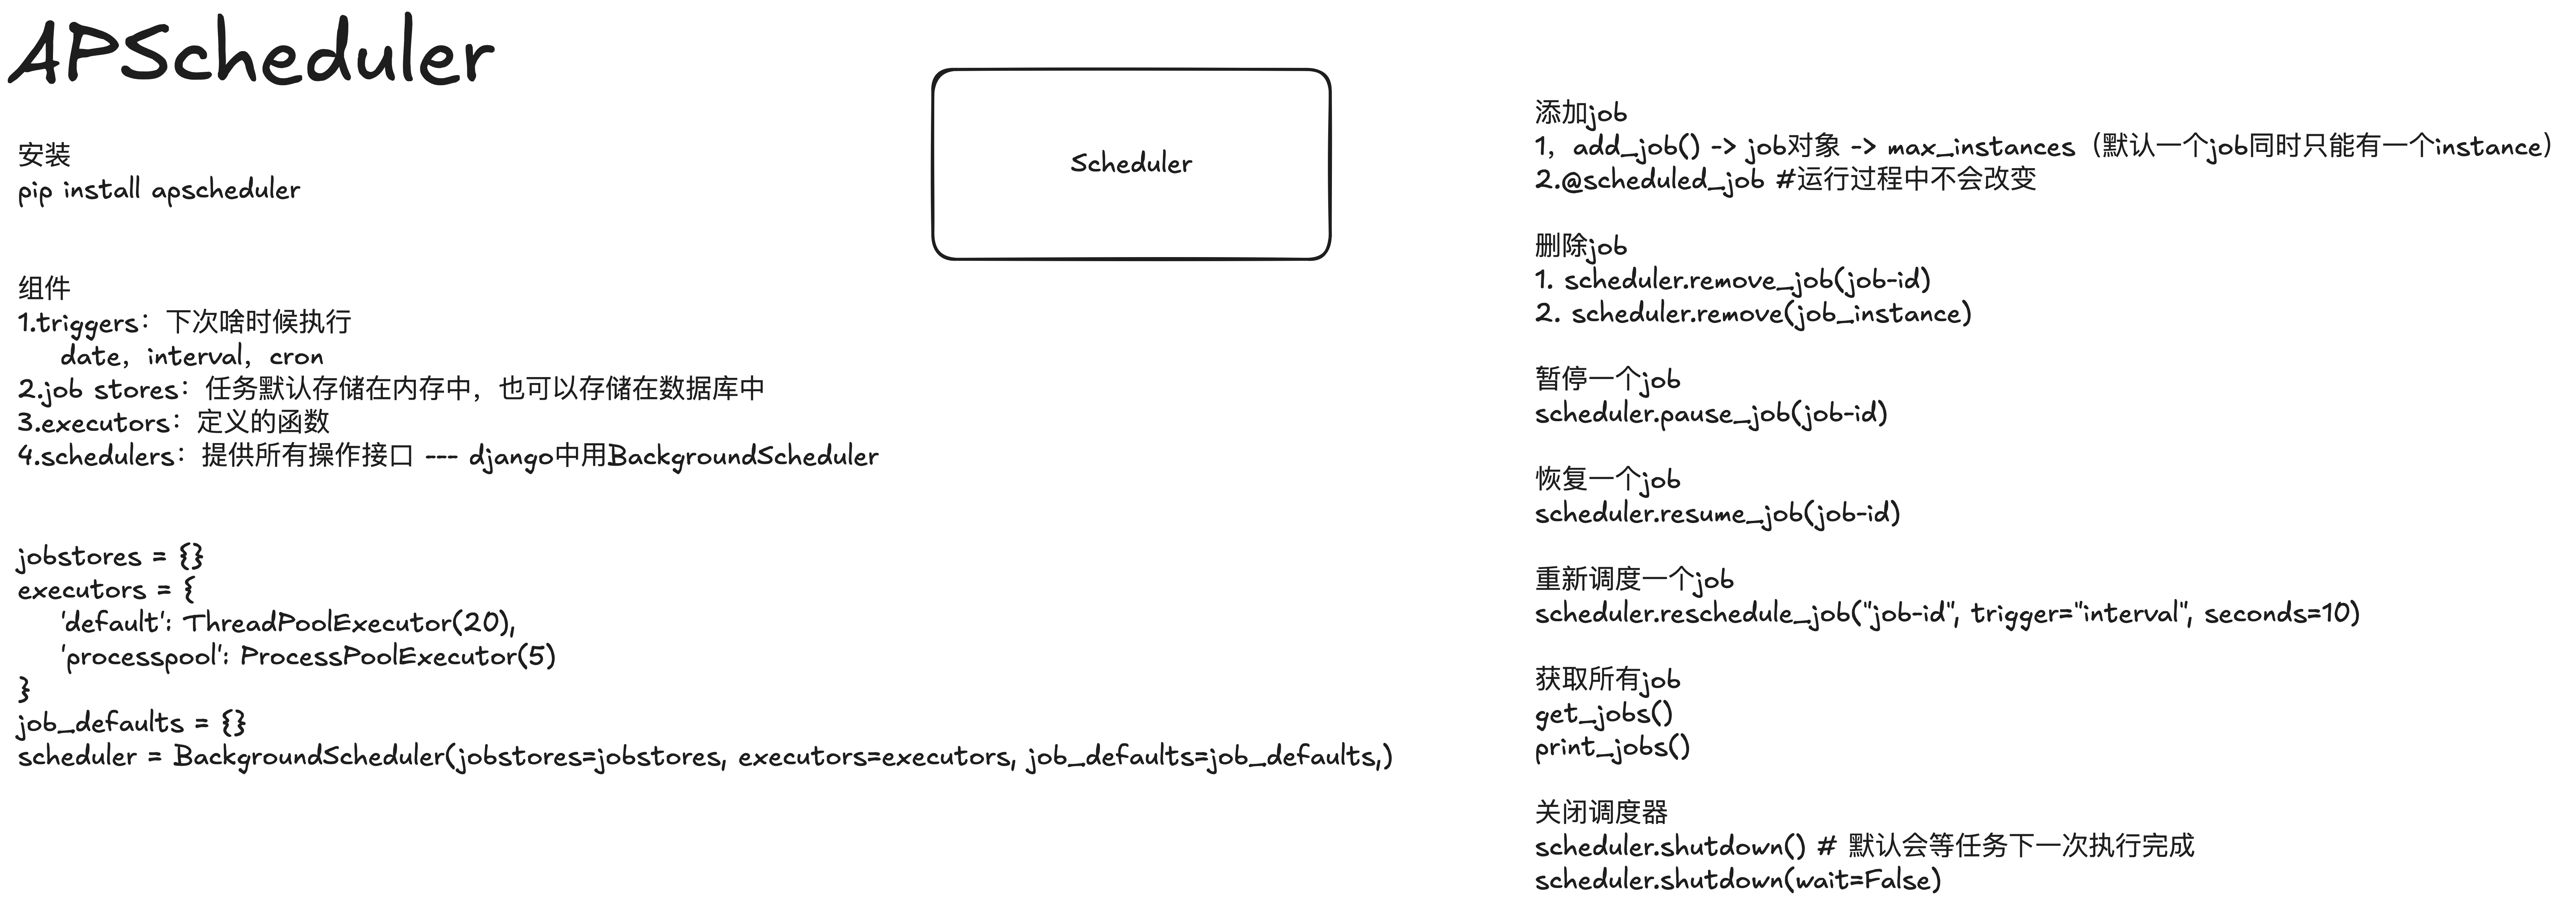 APScheduler
安装
pip install apscheduler
组件
1.triggers：下次啥时候执行
date，interval，cron
2.job stores：任务默认存储在内存中，也可以存储在数据库中
3.executors：定义的函数
4.schedulers：提供所有操作接口 --- django中用BackgroundScheduler
jobstores = {}
executors = {
'default': ThreadPoolExecutor(20),
'processpool': ProcessPoolExecutor(5)
}
job_defaults = {}
scheduler = BackgroundScheduler(jobstores=jobstores, executors=executors, job_defaults=job_defaults,)
Scheduler
添加job
1，add_job() -> job对象 -> max_instances（默认一个job同时只能有一个instance）
2.@scheduled_job #运行过程中不会改变
删除job
1. scheduler.remove_job(job-id)
2. scheduler.remove(job_instance)
暂停一个job
scheduler.pause_job(job-id)
恢复一个job
scheduler.resume_job(job-id)
重新调度一个job
scheduler.reschedule_job("job-id", trigger="interval", seconds=10)
获取所有job
get_jobs()
print_jobs()
关闭调度器
scheduler.shutdown() # 默认会等任务下一次执行完成
scheduler.shutdown(wait=False)